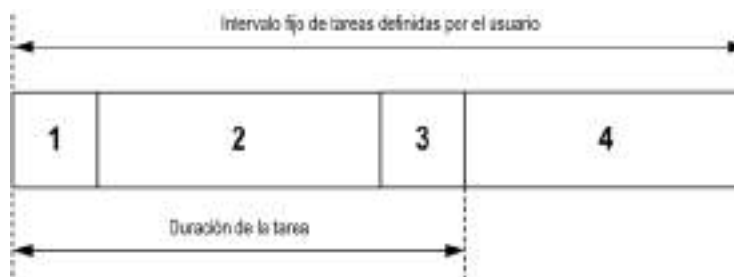 Intervalo fijo de tareas definidas por el usuario
1 2 3 4
Duración de la tarea